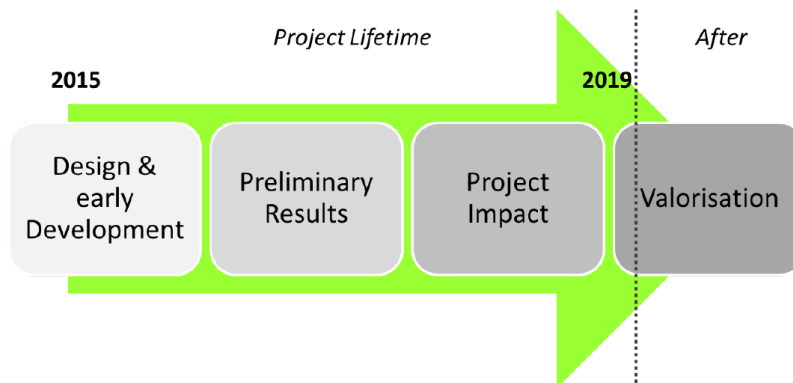 Project Lifetime
After
2015
2019
Design &
early
Development
Preliminary
Results
Project
Impact
Valorisation